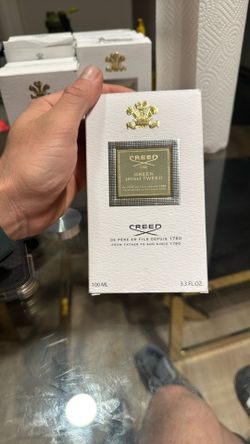 CREED
GREEN
IRISH TWEED
CREED
DE PÈRE EN FILS DEPUIS 1760
FROM FATHER TO SON SINCE 1760
100 ML
3.3 FL.OZ.